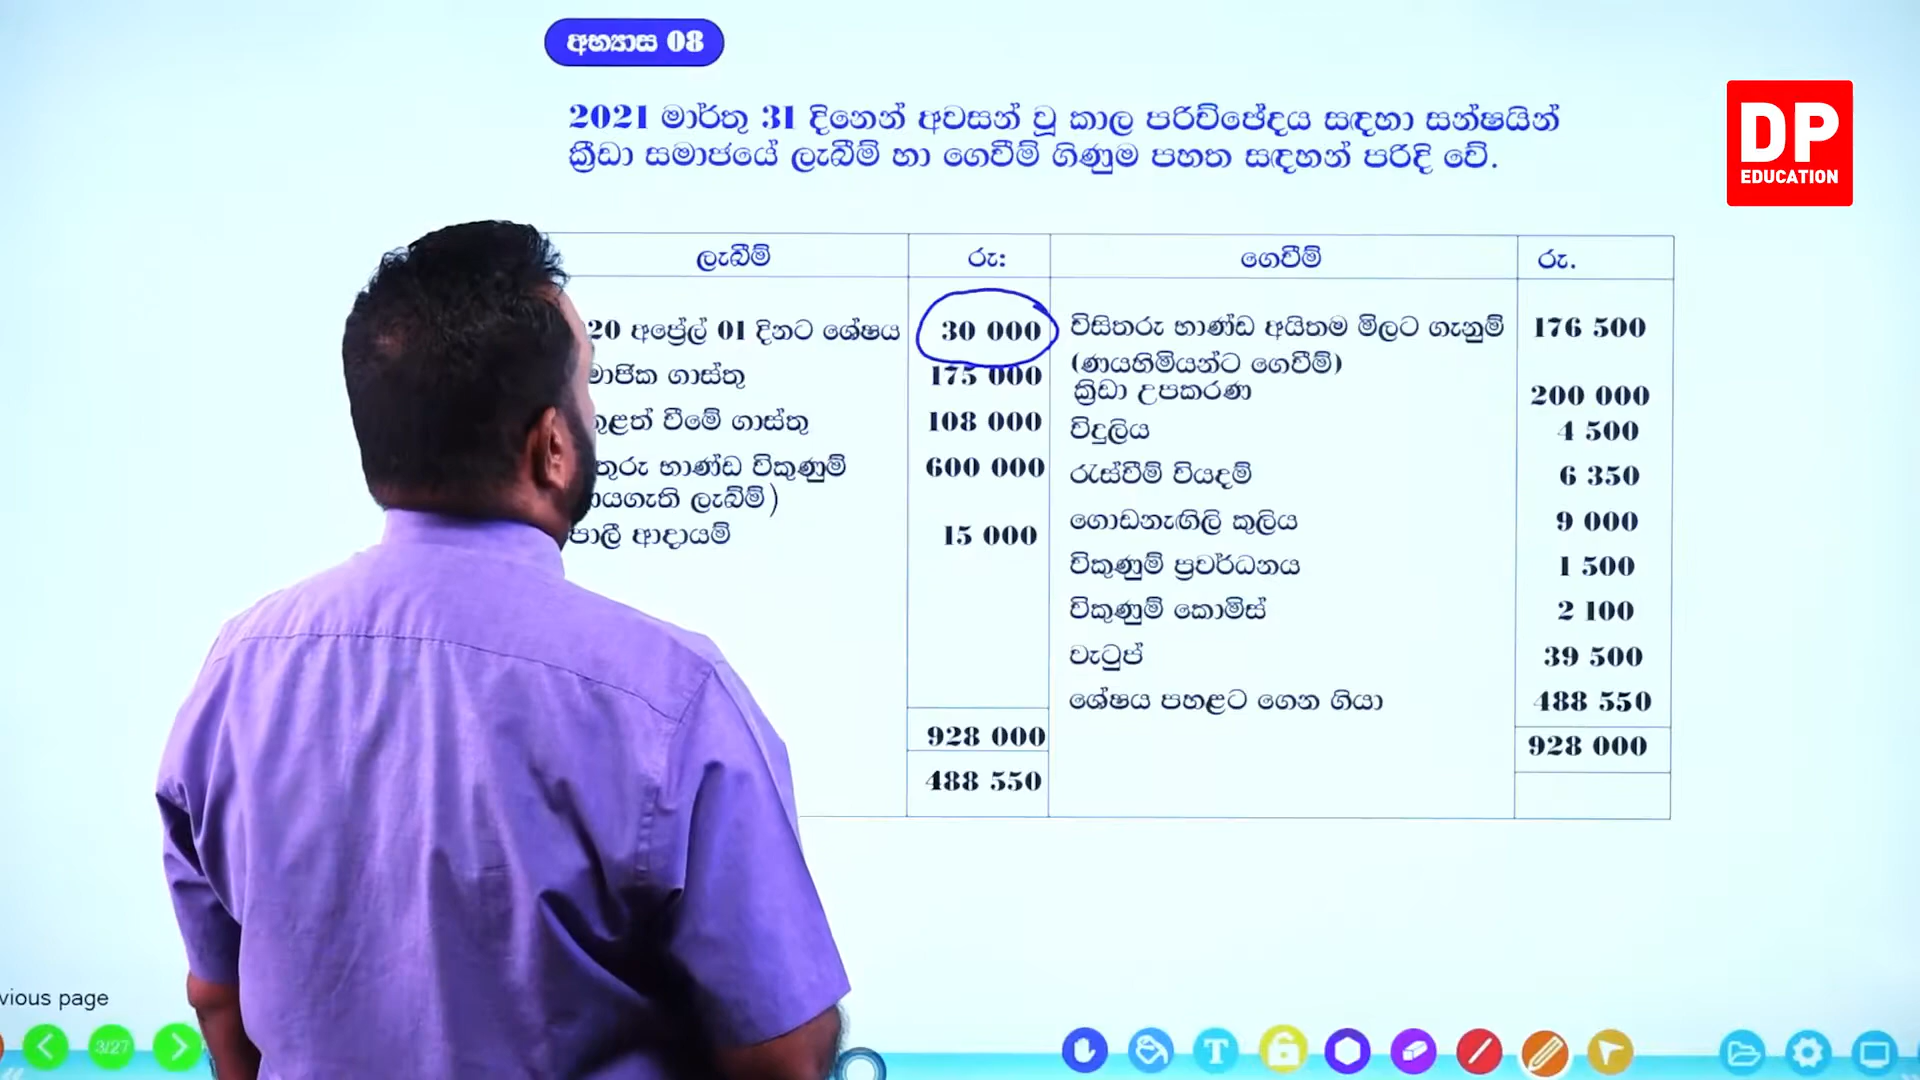 අභ්‍යාස 08
2021 මාර්තු 31 දිනෙන් අවසන් වූ කාල පරිච්ඡේදය සඳහා සන්ෂයින්
ක්‍රීඩා සමාජයේ ලැබීම් හා ගෙවීම් ගිණුම පහත සඳහන් පරිදි වේ.
DP
EDUCATION
ලැබීම් රු: ගෙවීම් රු.
20 අප්‍රේල් 01 දිනට ශේෂය 30 000 විසිතරු භාණ්ඩ අයිතම මිලට ගැනුම් 176 500
(ණයහිමියන්ට ගෙවීම්)
මාජික ගාස්තු 175 000 ක්‍රිඩා උපකරණ 200 000
තුළත් වීමේ ගාස්තු 108 000 විදුලිය 4 500
තුරු භාණ්ඩ විකුණුම් 600 000 රැස්වීම් වියදම් 6 350
යගැති ලැබීම්)
පාලී ආදායම් 15 000 ගොඩනැඟිලි කුලිය 9 000
විකුණුම් ප්‍රවර්ධනය 1 500
විකුණුම් කොමිස් 2 100
වැටුප් 39 500
ශේෂය පහළට ගෙන ගියා 488 550
928 000 928 000
488 550
vious page
3/27
T